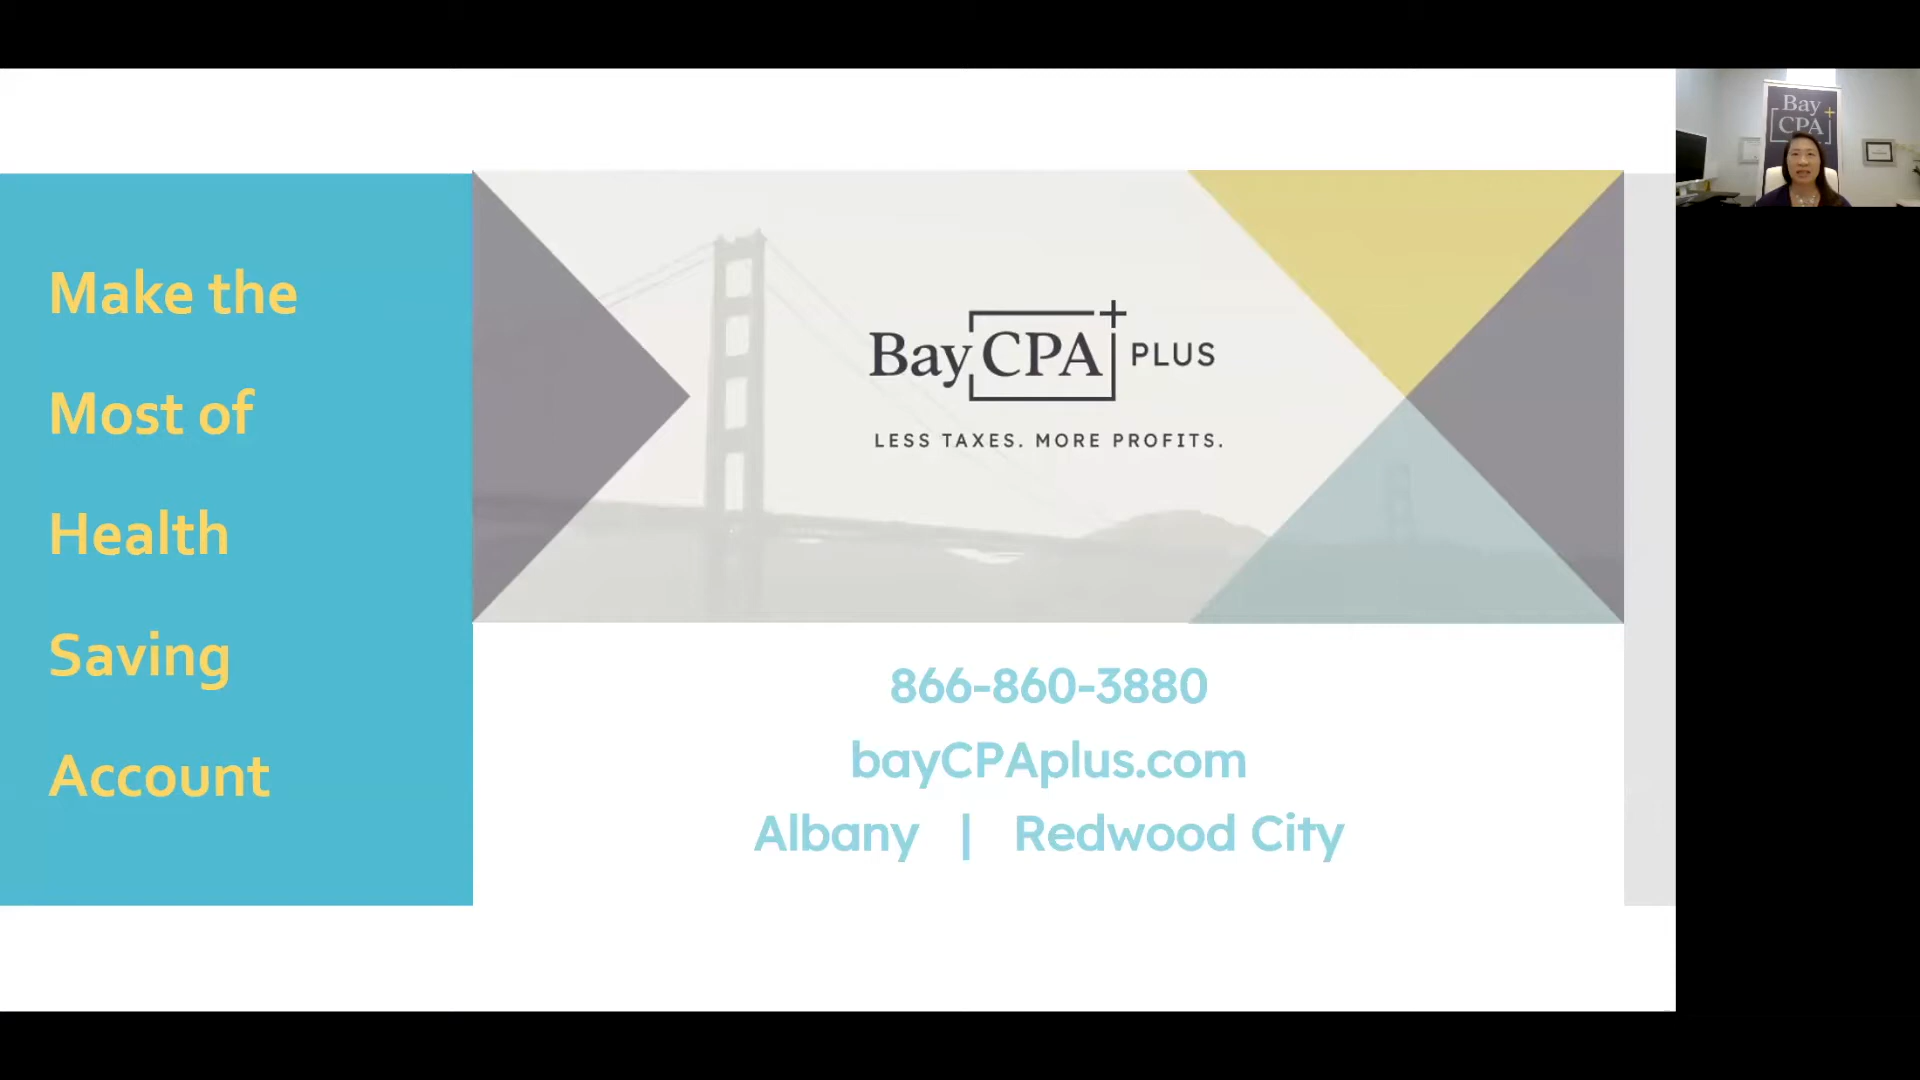 Make the
Most of
Health
Saving
Account
Bay CPA+ PLUS
LESS TAXES. MORE PROFITS.
866-860-3880
bayCPAplus.com
Albany | Redwood City
Bay +
CPA